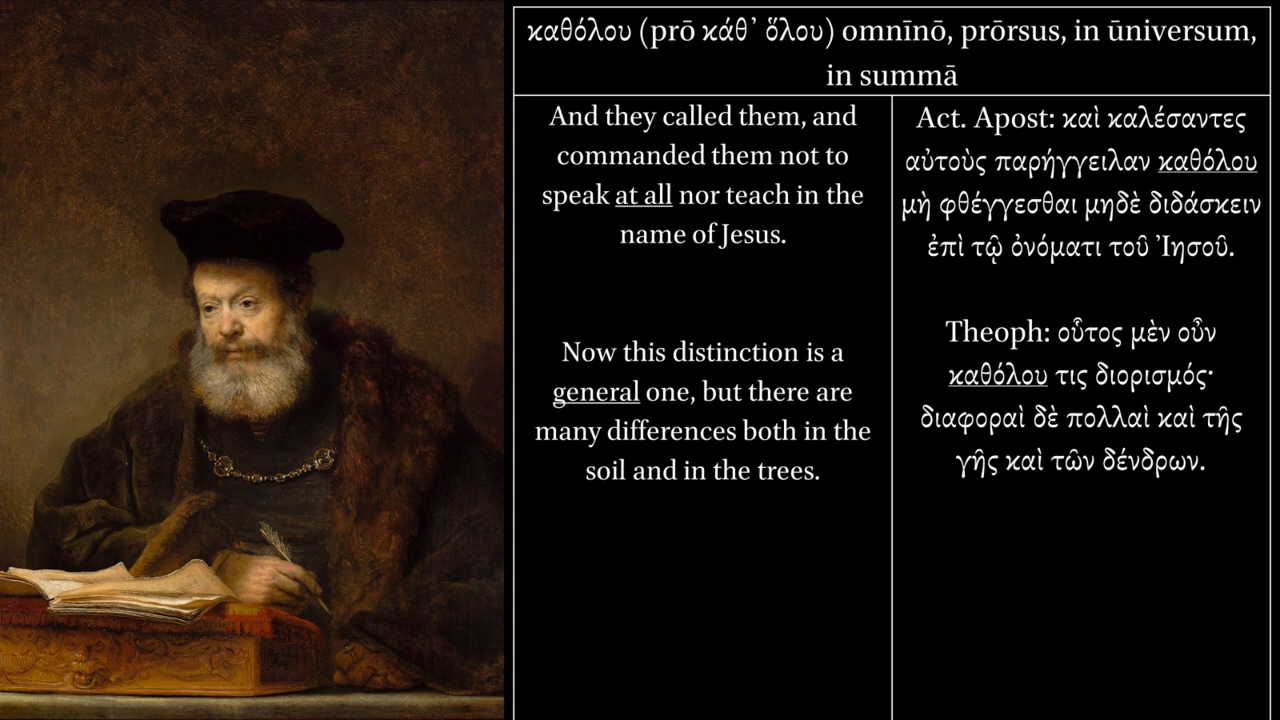 καθόλου (prō κάθ᾽ ὅλου) omnīnō, prōrsus, in ūniversum,
in summā
And they called them, and
commanded them not to
speak at all nor teach in the
name of Jesus.
Now this distinction is a
general one, but there are
many differences both in the
soil and in the trees.
Act. Apost: καὶ καλέσαντες
αὐτοὺς παρήγγειλαν καθόλου
μὴ φθέγγεσθαι μηδὲ διδάσκειν
ἐπὶ τῷ ὀνόματι τοῦ Ἰησοῦ.
Theoph: οὗτος μὲν οὖν
καθόλου τις διορισμός·
διαφοραὶ δὲ πολλαὶ καὶ τῆς
γῆς καὶ τῶν δένδρων.